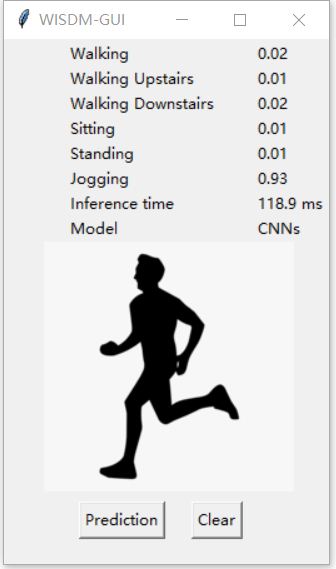 WISDM-GUI
Walking 0.02
Walking Upstairs 0.01
Walking Downstairs 0.02
Sitting 0.01
Standing 0.01
Jogging 0.93
Inference time 118.9 ms
Model CNNs
Prediction Clear